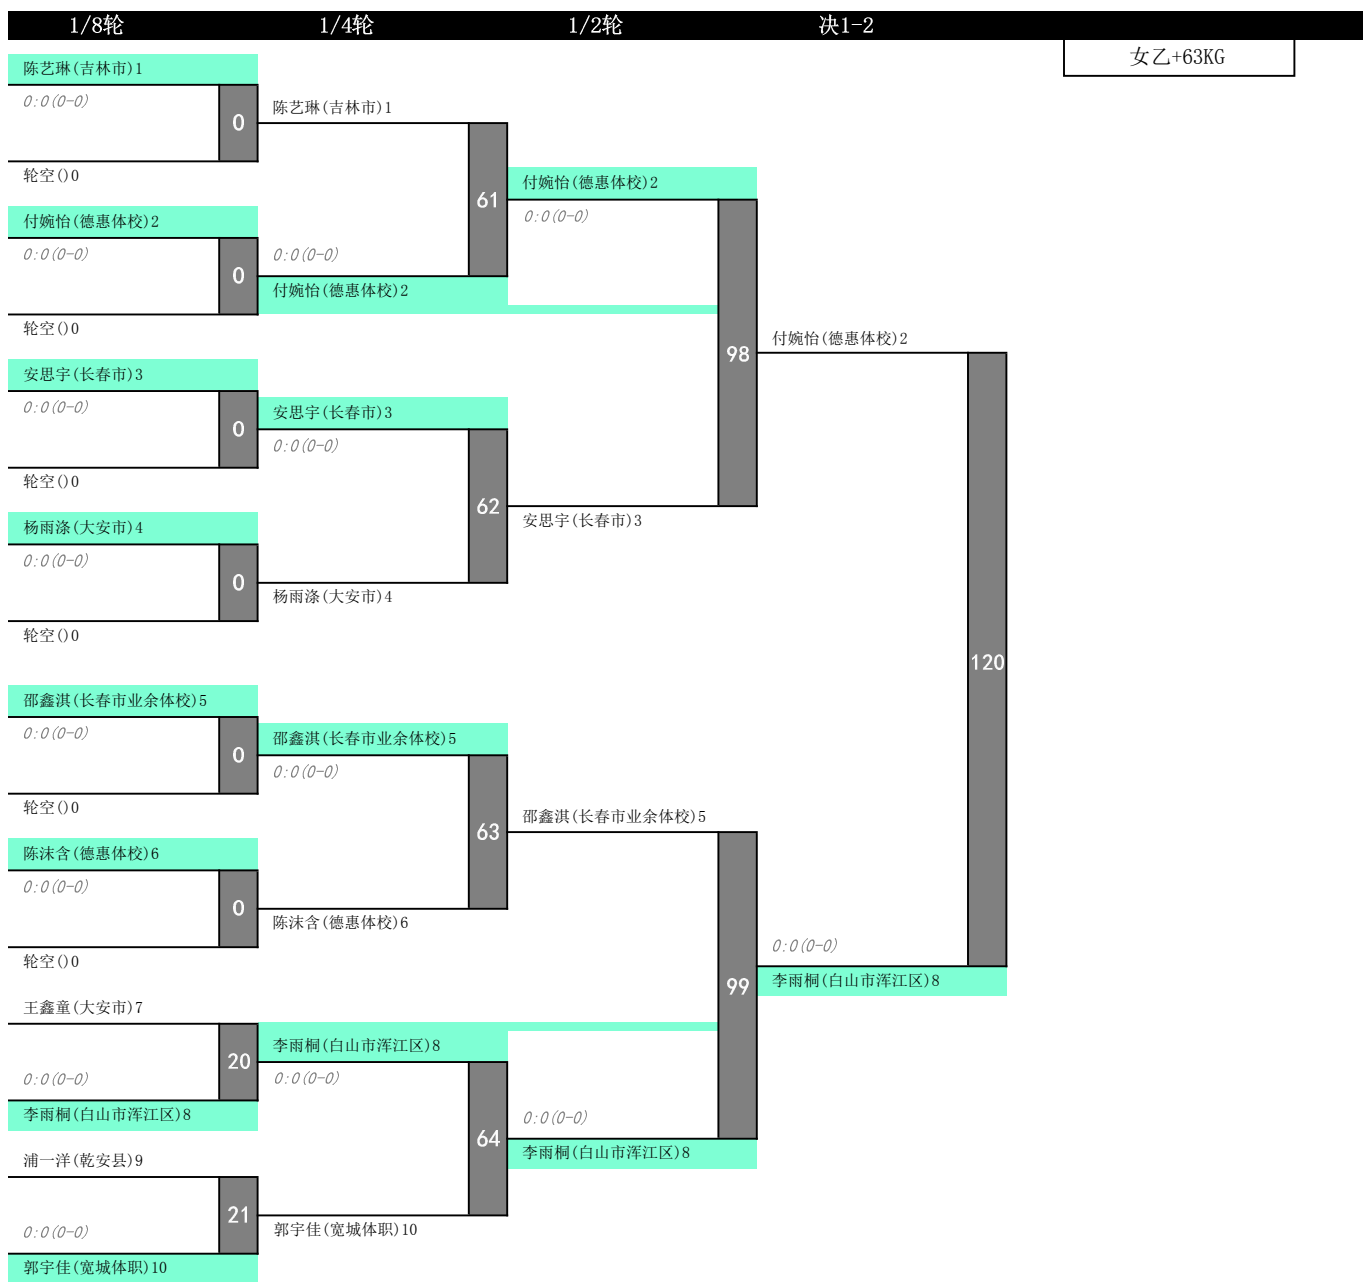 1/8轮 1/4轮 1/2轮 决1-2
女乙+63KG
陈艺琳(吉林市)1
0:0(0-0)
0
陈艺琳(吉林市)1
轮空()0
61
付婉怡(德惠体校)2
0:0(0-0)
付婉怡(德惠体校)2
0:0(0-0)
0
0:0(0-0)
付婉怡(德惠体校)2
轮空()0
98
付婉怡(德惠体校)2
安思宇(长春市)3
0:0(0-0)
0
安思宇(长春市)3
0:0(0-0)
轮空()0
62
安思宇(长春市)3
杨雨涤(大安市)4
0:0(0-0)
0
杨雨涤(大安市)4
轮空()0
120
邵鑫淇(长春市业余体校)5
0:0(0-0)
0
邵鑫淇(长春市业余体校)5
0:0(0-0)
轮空()0
63
邵鑫淇(长春市业余体校)5
陈沫含(德惠体校)6
0:0(0-0)
0
陈沫含(德惠体校)6
轮空()0
99
0:0(0-0)
李雨桐(白山市浑江区)8
王鑫童(大安市)7
20
李雨桐(白山市浑江区)8
0:0(0-0)
0:0(0-0)
李雨桐(白山市浑江区)8
64
0:0(0-0)
李雨桐(白山市浑江区)8
浦一洋(乾安县)9
21
郭宇佳(宽城体职)10
0:0(0-0)
郭宇佳(宽城体职)10